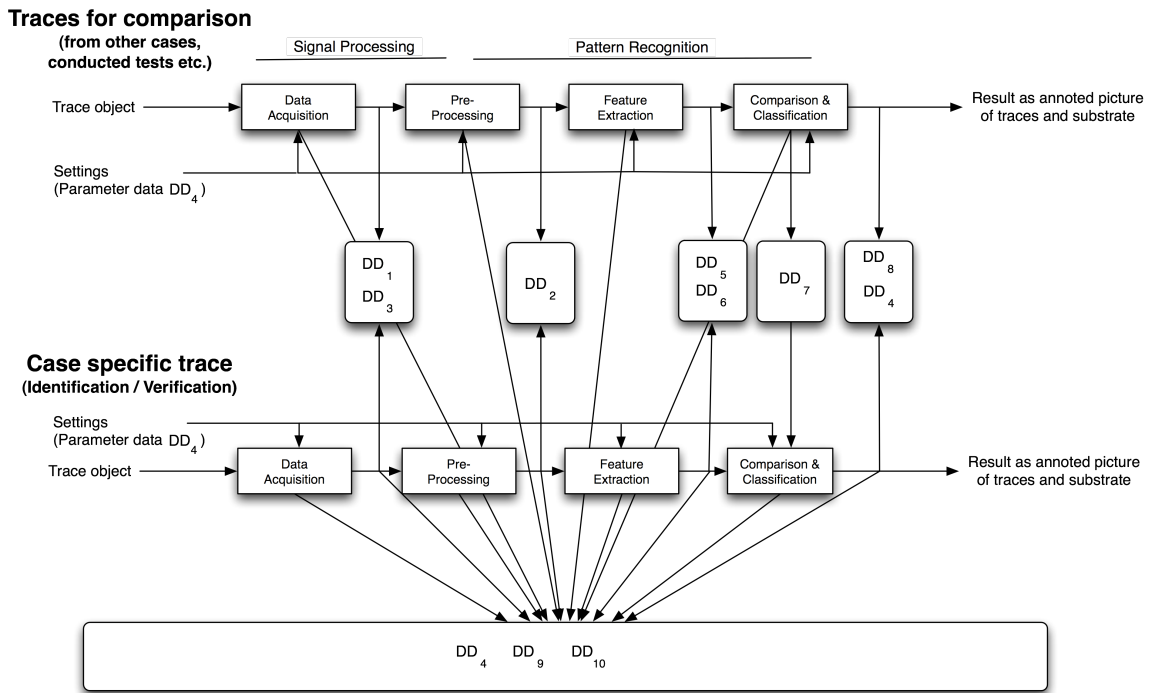 Traces for comparison
(from other cases,
conducted tests etc.)
Signal Processing
Pattern Recognition
Trace object
Data
Acquisition
Pre-
Processing
Feature
Extraction
Comparison &
Classification
Result as annoted picture
of traces and substrate
Settings
(Parameter data DD4)
DD1
DD3
DD2
DD5
DD6
DD7
DD8
DD4
Case specific trace
(Identification / Verification)
Settings
(Parameter data DD4)
Trace object
Data
Acquisition
Pre-
Processing
Feature
Extraction
Comparison &
Classification
Result as annoted picture
of traces and substrate
DD4 DD9 DD10